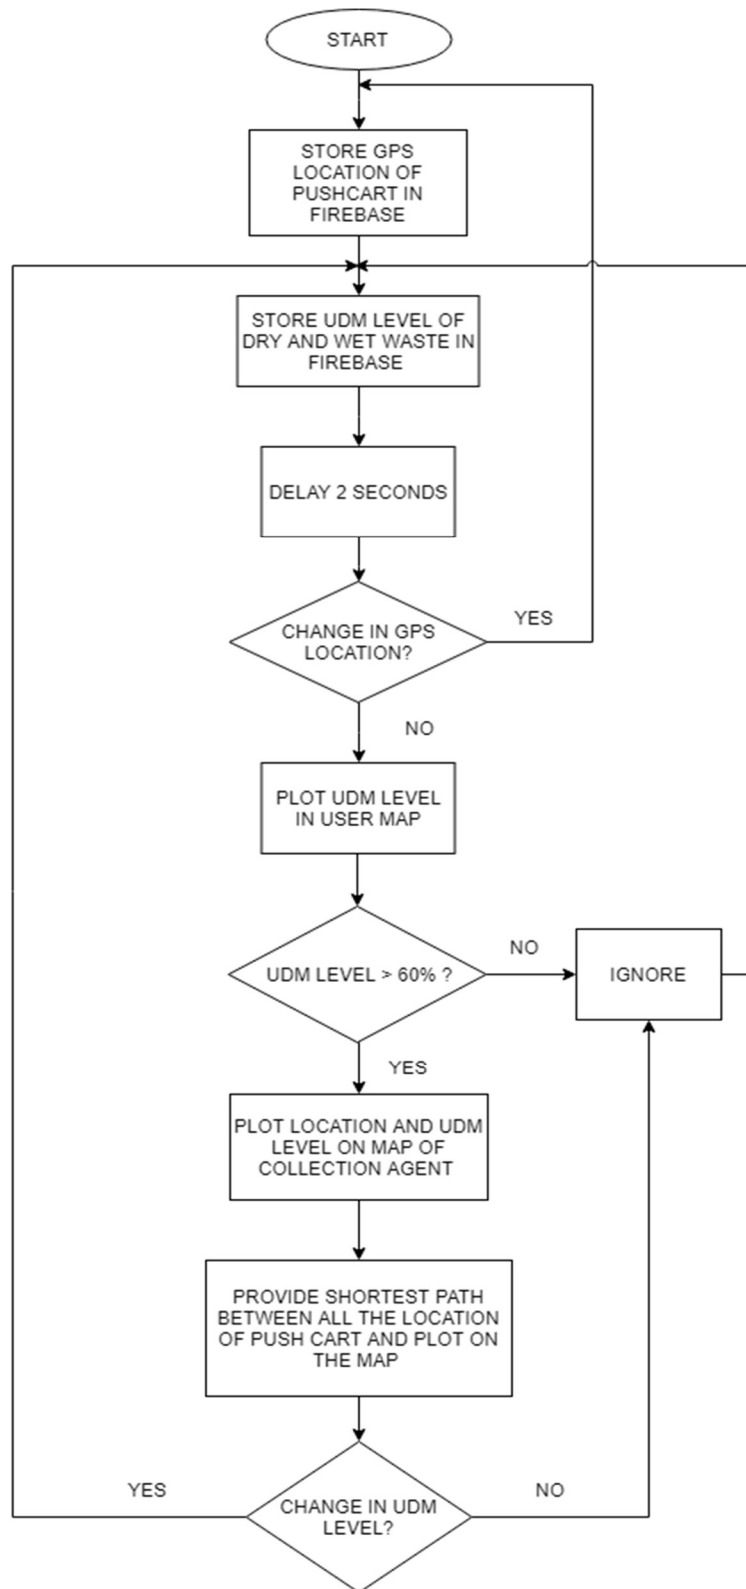 START
STORE GPS
LOCATION OF
PUSHCART IN
FIREBASE
STORE UDM LEVEL OF
DRY AND WET WASTE IN
FIREBASE
DELAY 2 SECONDS
CHANGE IN GPS
LOCATION?
YES
NO
PLOT UDM LEVEL
IN USER MAP
UDM LEVEL > 60% ?
NO
IGNORE
YES
PLOT LOCATION AND UDM
LEVEL ON MAP OF
COLLECTION AGENT
PROVIDE SHORTEST PATH
BETWEEN ALL THE LOCATION
OF PUSH CART AND PLOT ON
THE MAP
YES
CHANGE IN UDM
LEVEL?
NO